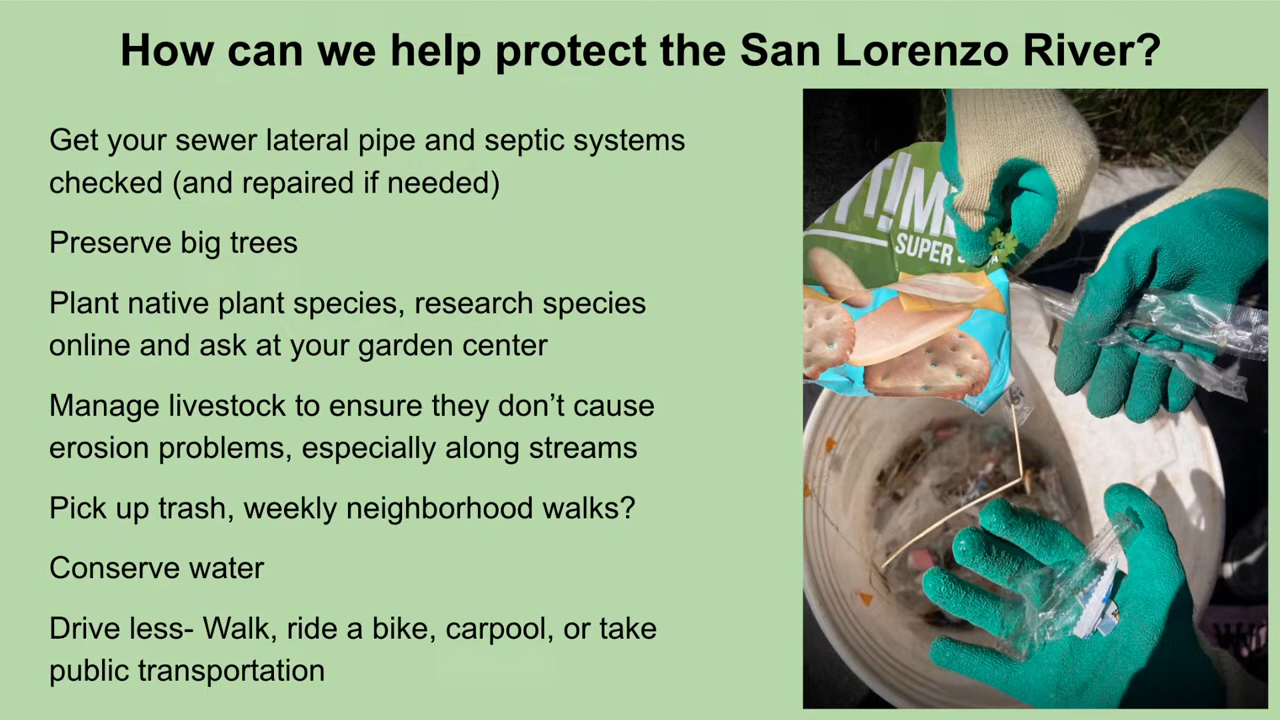 How can we help protect the San Lorenzo River?
Get your sewer lateral pipe and septic systems
checked (and repaired if needed)
Preserve big trees
Plant native plant species, research species
online and ask at your garden center
Manage livestock to ensure they don’t cause
erosion problems, especially along streams
Pick up trash, weekly neighborhood walks?
Conserve water
Drive less- Walk, ride a bike, carpool, or take
public transportation
SUPER